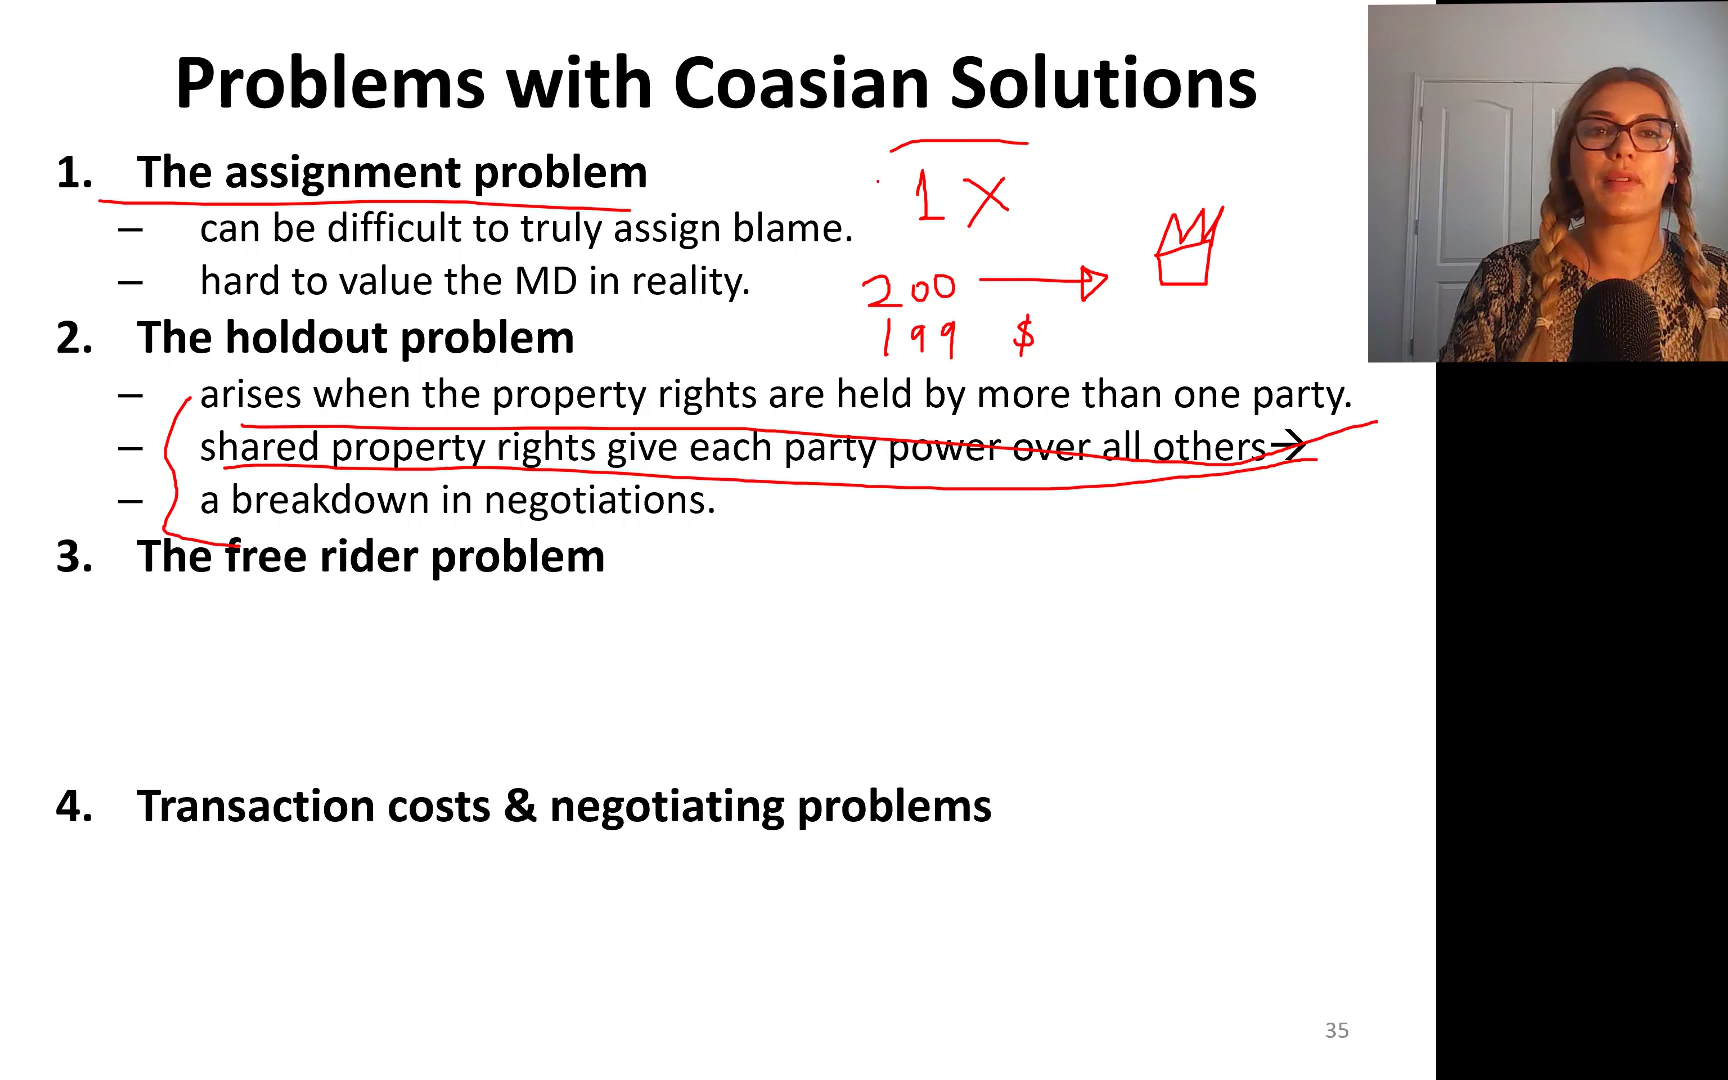 Problems with Coasian Solutions
1. The assignment problem
– can be difficult to truly assign blame.
– hard to value the MD in reality.
1 X
200
199 $
2. The holdout problem
– arises when the property rights are held by more than one party.
– shared property rights give each party power over all others→
– a breakdown in negotiations.
3. The free rider problem
4. Transaction costs & negotiating problems
35